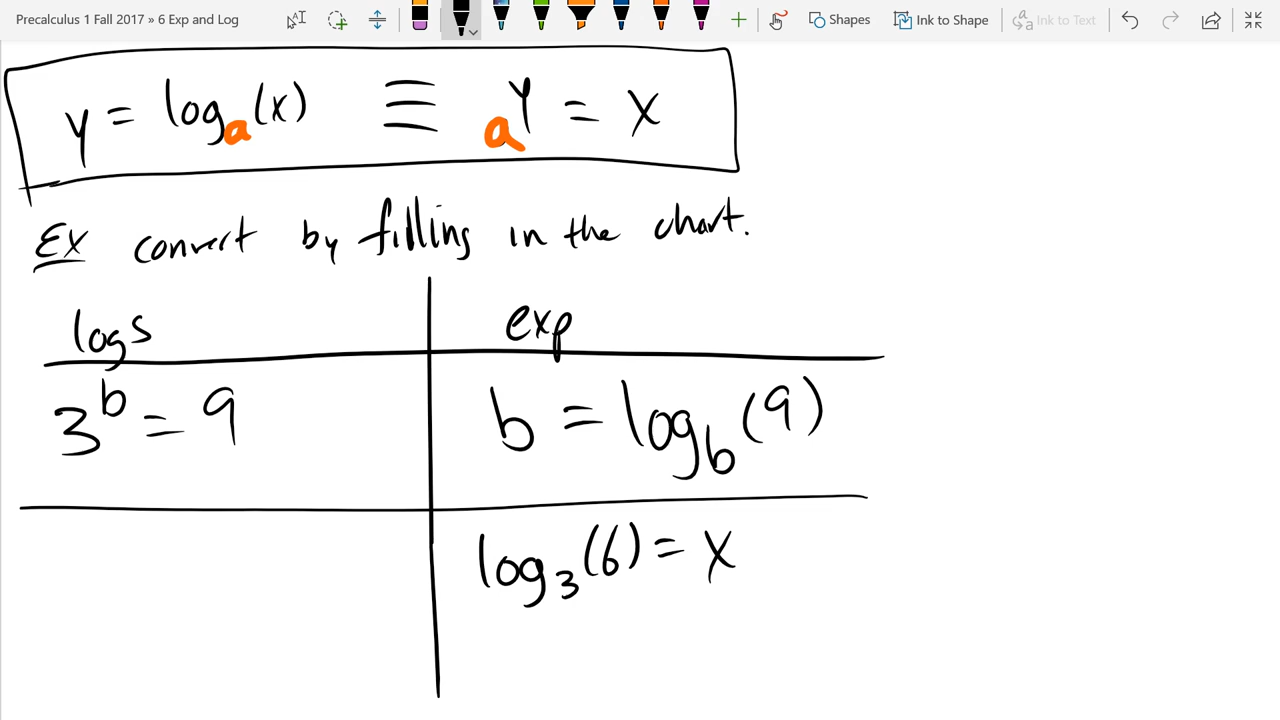 Precalculus 1 Fall 2017 » 6 Exp and Log Shapes Ink to Shape Ink to Text
y = logₐ(x) ≡ aʸ = x
Ex convert by filling in the chart.
logs exp
3ᵇ = 9 b = log_b(9)
log₃(6) = x